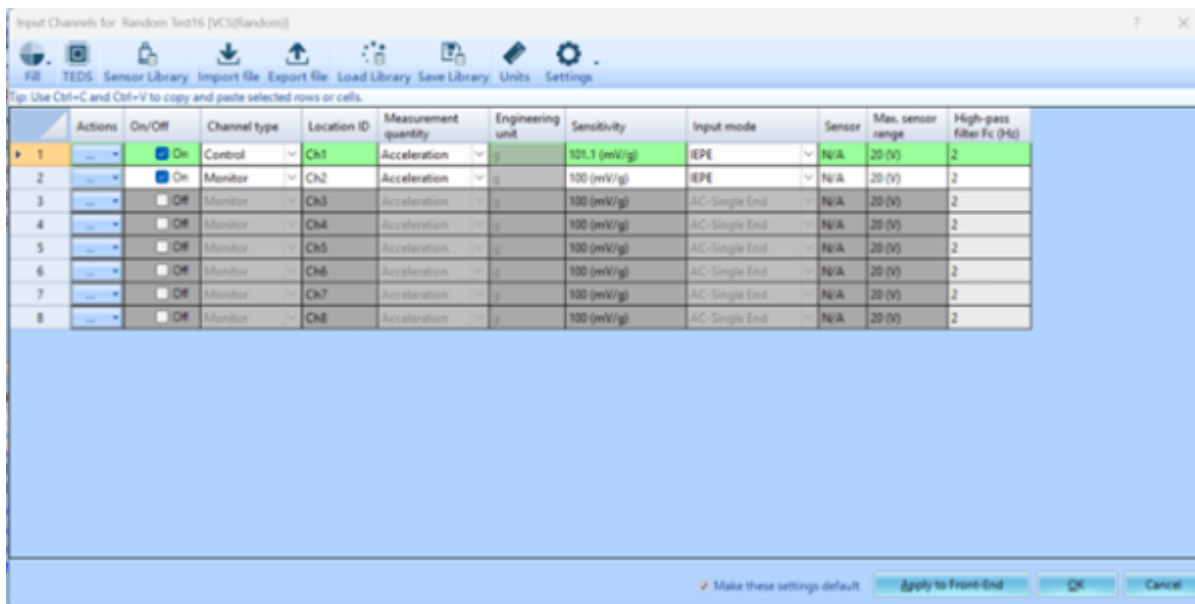 Input Channels for Random Test16 [VCS(Random)] ?
Fill TEDS Sensor Library Import file Export file Load Library Save Library Units Settings
Tip: Use Ctrl+C and Ctrl+V to copy and paste selected rows or cells.
Actions On/Off Channel type Location ID Measurement quantity Engineering unit Sensitivity Input mode Sensor Max. sensor range High-pass filter Fc (Hz)
1 ... On Control Ch1 Acceleration g 101.1 (mV/g) IEPE N/A 20 (V) 2
2 ... On Monitor Ch2 Acceleration g 100 (mV/g) IEPE N/A 20 (V) 2
3 ... Off Monitor Ch3 Acceleration g 100 (mV/g) AC-Single End N/A 20 (V) 2
4 ... Off Monitor Ch4 Acceleration g 100 (mV/g) AC-Single End N/A 20 (V) 2
5 ... Off Monitor Ch5 Acceleration g 100 (mV/g) AC-Single End N/A 20 (V) 2
6 ... Off Monitor Ch6 Acceleration g 100 (mV/g) AC-Single End N/A 20 (V) 2
7 ... Off Monitor Ch7 Acceleration g 100 (mV/g) AC-Single End N/A 20 (V) 2
8 ... Off Monitor Ch8 Acceleration g 100 (mV/g) AC-Single End N/A 20 (V) 2
Make these settings default Apply to Front-End OK Cancel